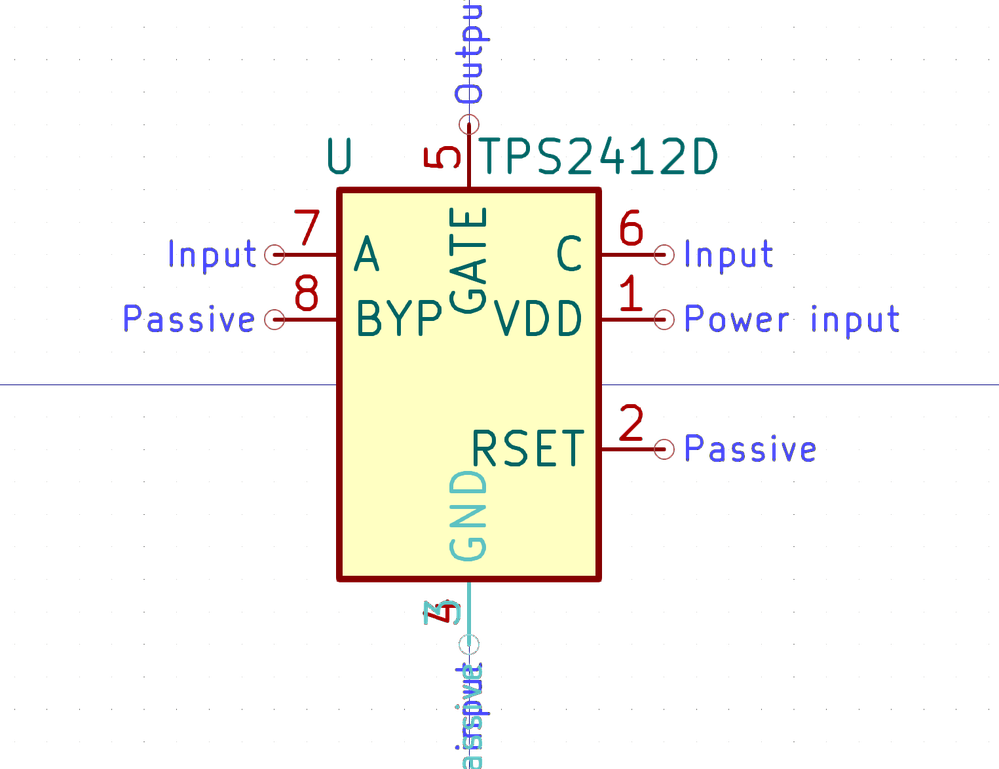 Outpu
U
5
TPS2412D
7
6
GATE
Input
A
C
Input
8
1
Passive
BYP
VDD
Power input
2
RSET
Passive
GND
3
4
input
assive